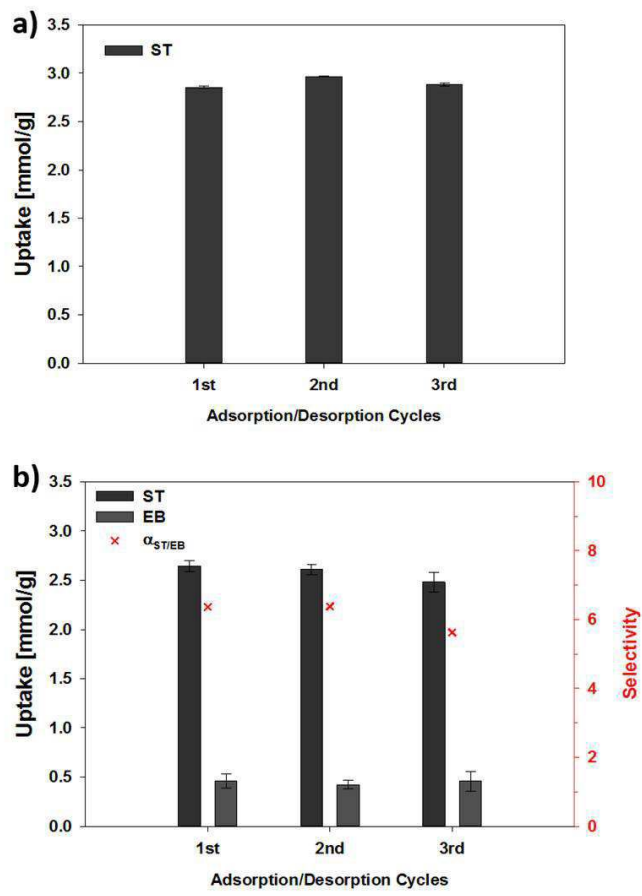 a)
3.5
3.0
2.5
2.0
1.5
1.0
0.5
0.0
Uptake [mmol/g]
ST
1st 2nd 3rd
Adsorption/Desorption Cycles
b)
3.5
3.0
2.5
2.0
1.5
1.0
0.5
0.0
Uptake [mmol/g]
ST
EB
× αST/EB
10
8
6
4
2
0
Selectivity
1st 2nd 3rd
Adsorption/Desorption Cycles